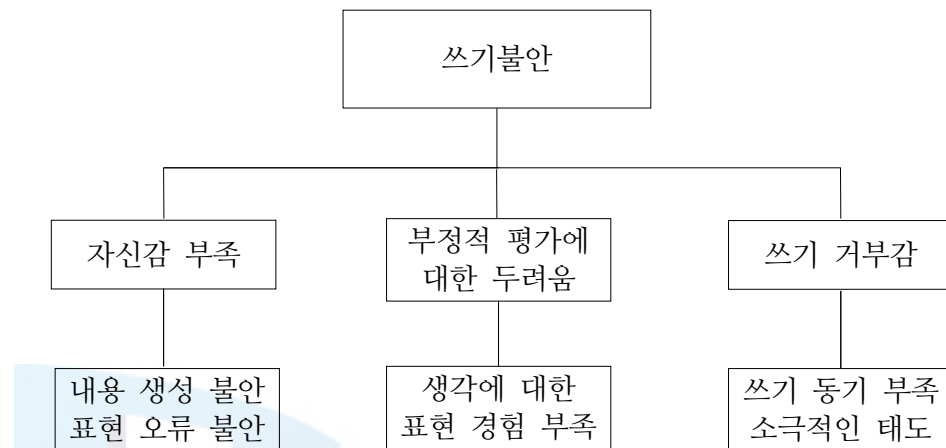 쓰기불안
자신감 부족
부정적 평가에
대한 두려움
쓰기 거부감
내용 생성 불안
표현 오류 불안
생각에 대한
표현 경험 부족
쓰기 동기 부족
소극적인 태도